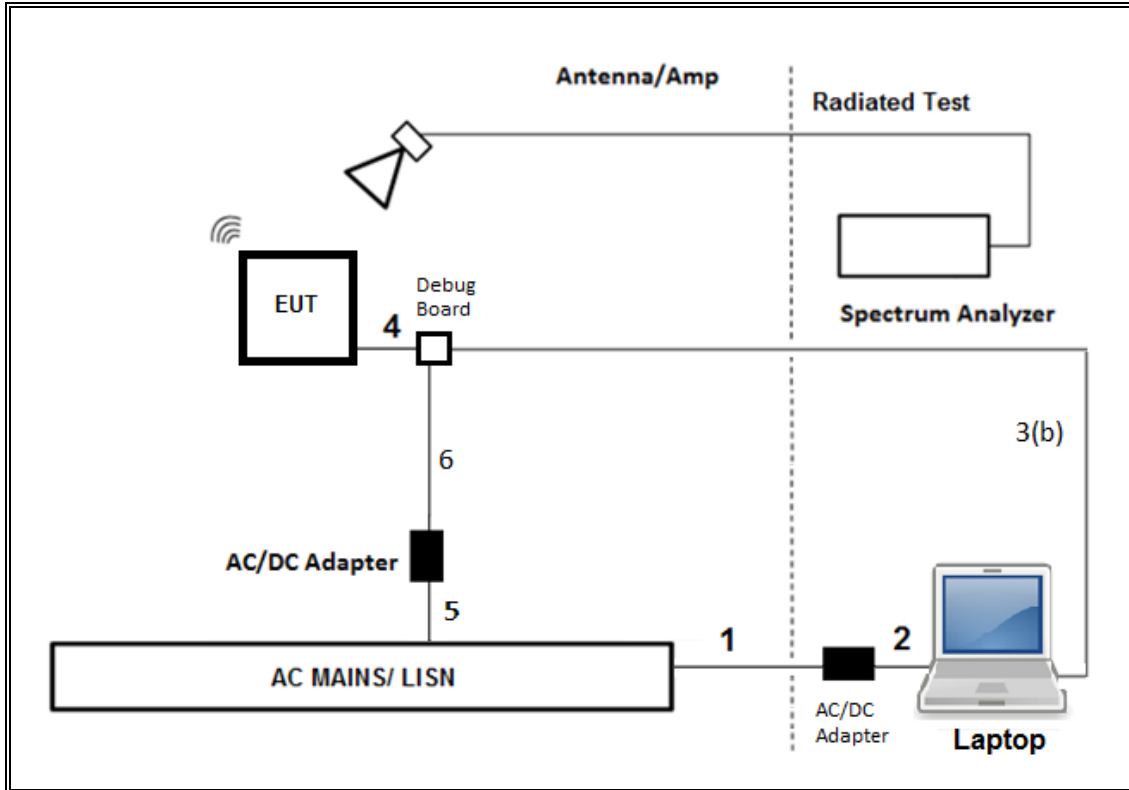 Antenna/Amp
Radiated Test
EUT
Debug
Board
4
Spectrum Analyzer
3(b)
6
AC/DC Adapter
5
1
2
AC MAINS/ LISN
AC/DC
Adapter
Laptop